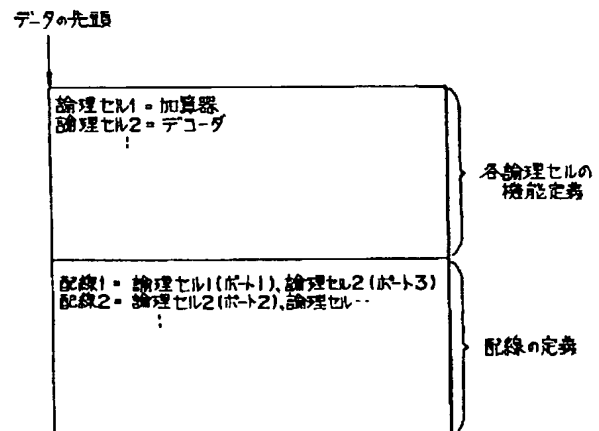 データの先頭
論理セル1 = 加算器
論理セル2 = デコーダ
⋮
各論理セルの
機能定義
配線1 = 論理セル1(ポート1)、論理セル2(ポート3)
配線2 = 論理セル2(ポート2)、論理セル‥
⋮
配線の定義